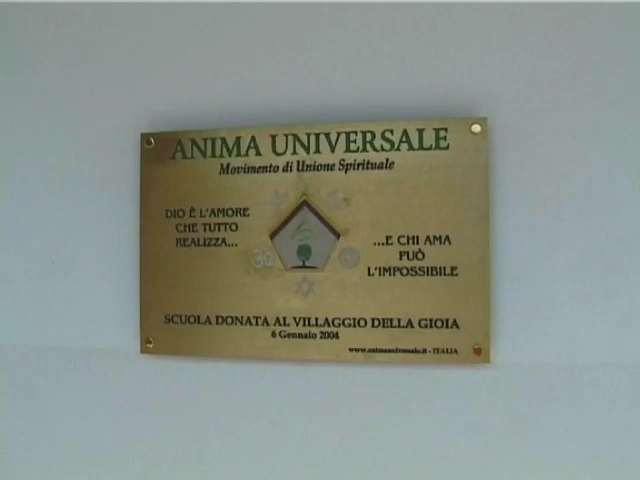 ANIMA UNIVERSALE
Movimento di Unione Spirituale
DIO È L'AMORE
CHE TUTTO
REALIZZA...
...E CHI AMA
PUÒ
L'IMPOSSIBILE
SCUOLA DONATA AL VILLAGGIO DELLA GIOIA
6 Gennaio 2004
www.animauniversale.it - ITALIA